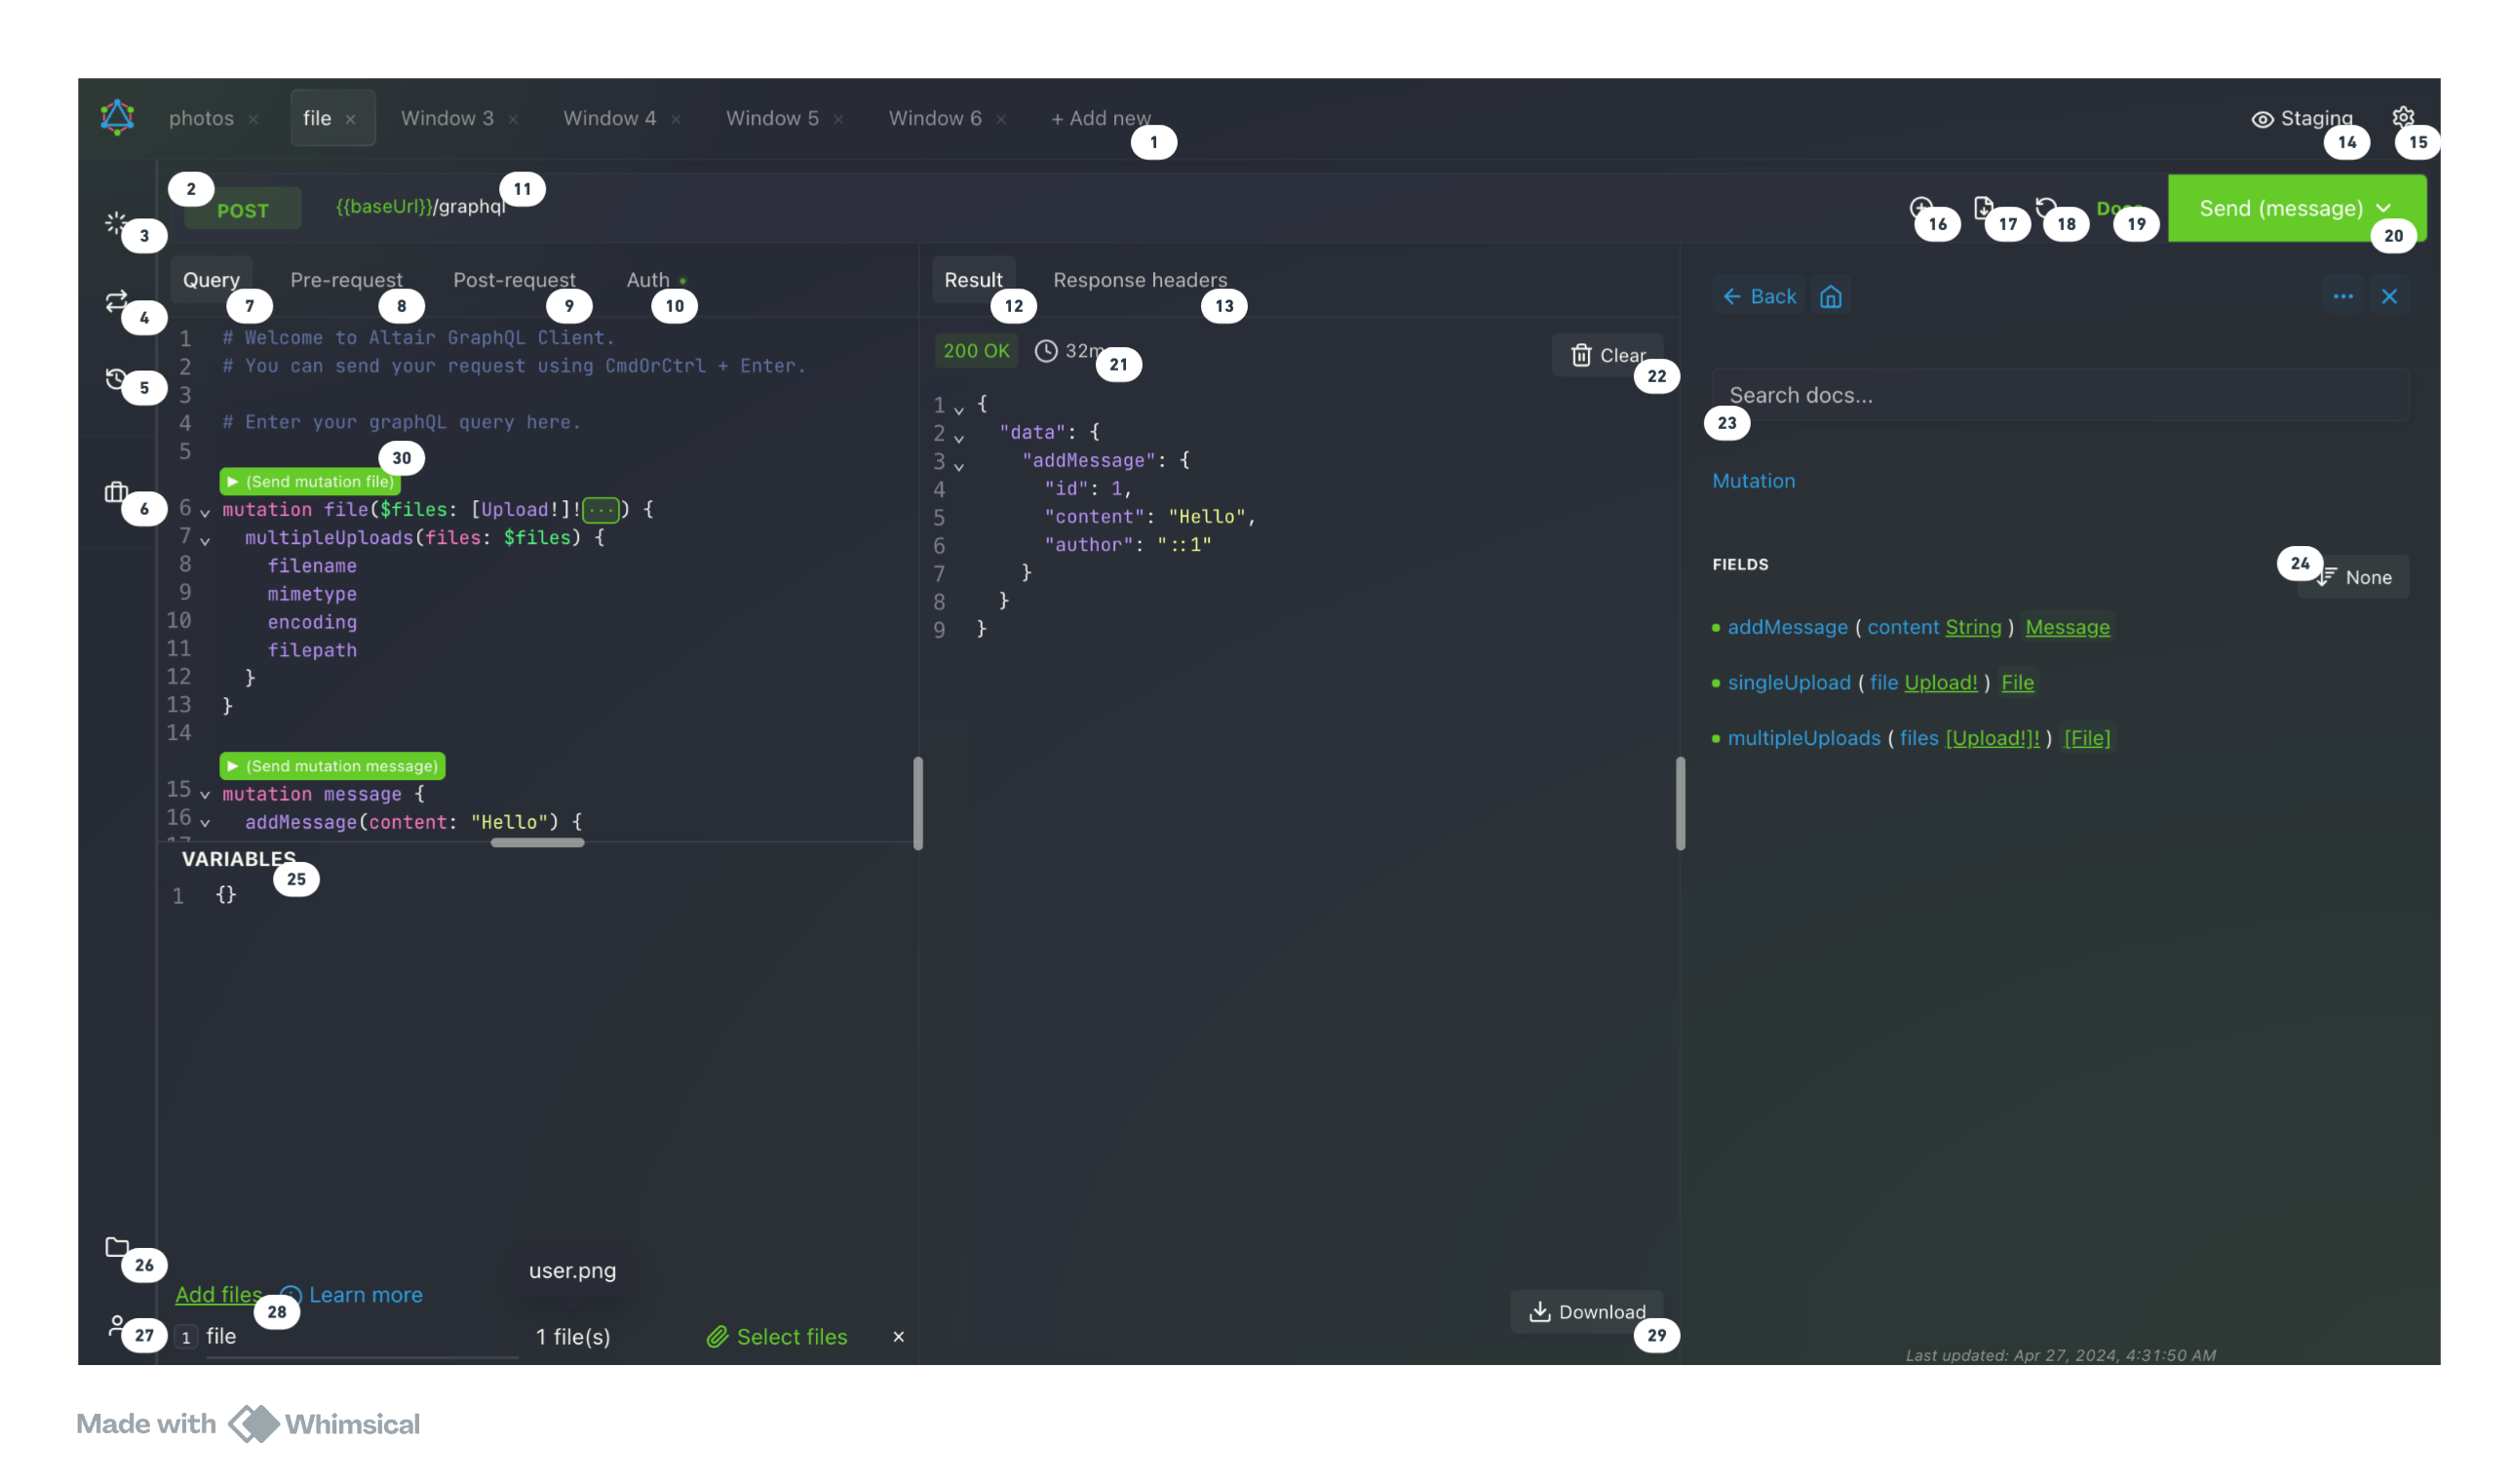 photos × file × Window 3 × Window 4 × Window 5 × Window 6 × + Add new Staging
1 14 15
2 11
POST {{baseUrl}}/graphql Send (message)
3 16 17 18 19 20
Query Pre-request Post-request Auth Result Response headers ← Back ··· ×
4 7 8 9 10 12 13
1 # Welcome to Altair GraphQL Client.
2 # You can send your request using CmdOrCtrl + Enter.
3
4 # Enter your graphQL query here.
5
5
30
▶ (Send mutation file)
6
6 mutation file($files: [Upload!]!···) {
7 multipleUploads(files: $files) {
8 filename
9 mimetype
10 encoding
11 filepath
12 }
13 }
14
▶ (Send mutation message)
15 mutation message {
16 addMessage(content: "Hello") {
17
VARIABLES
25
1 {}
200 OK 32m Clear
21 22
1 {
2 "data": {
3 "addMessage": {
4 "id": 1,
5 "content": "Hello",
6 "author": "::1"
7 }
8 }
9 }
Search docs...
23
Mutation
FIELDS 24 None
addMessage ( content String ) Message
singleUpload ( file Upload! ) File
multipleUploads ( files [Upload!]! ) [File]
26
user.png
Add files Learn more
28
27 1 file 1 file(s) Select files ×
Download
29
Last updated: Apr 27, 2024, 4:31:50 AM
Made with Whimsical